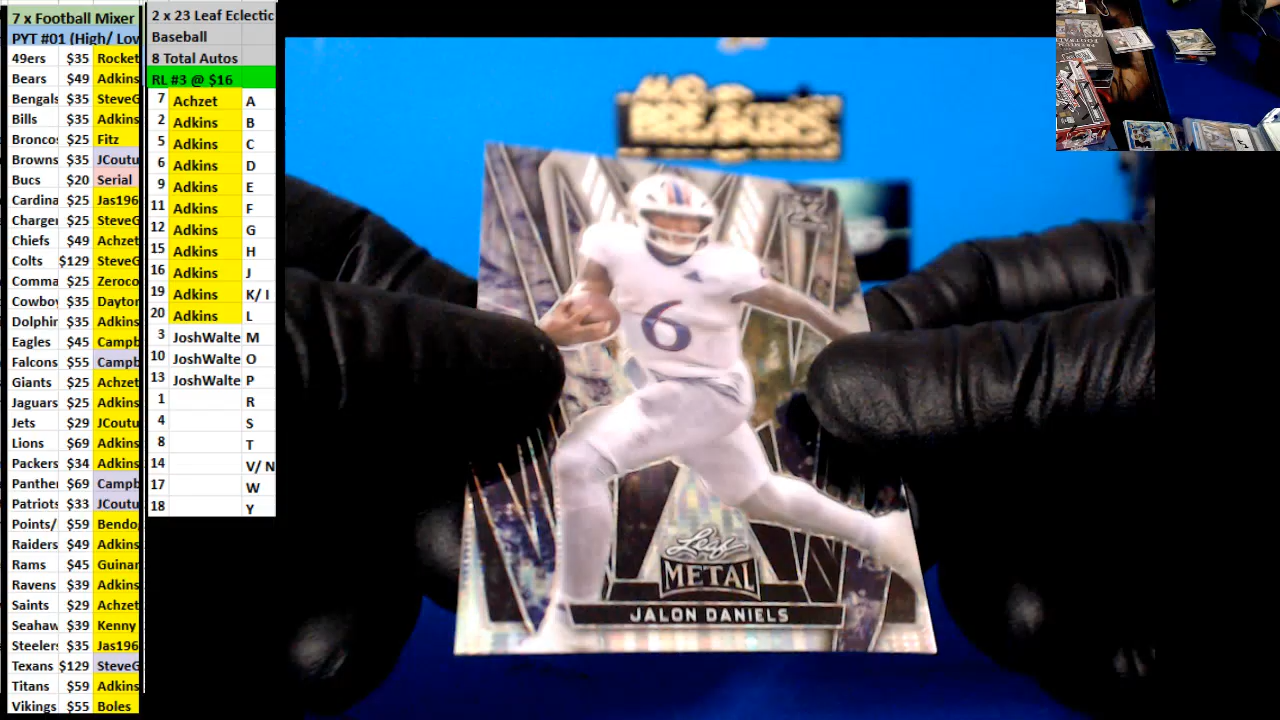 7 x Football Mixer
PYT #01 (High/ Lov
49ers $35 Rocket
Bears $49 Adkins
Bengals $35 SteveG
Bills $35 Adkins
Broncos $25 Fitz
Browns $35 JCoutu
Bucs $20 Serial
Cardina $25 Jas196
Charger $25 SteveG
Chiefs $49 Achzet
Colts $129 SteveG
Comma $25 Zeroco
Cowboy $35 Dayton
Dolphin $35 Adkins
Eagles $45 Campb
Falcons $55 Campb
Giants $25 Achzet
Jaguars $25 Adkins
Jets $29 JCoutu
Lions $69 Adkins
Packers $34 Adkins
Panthe $69 Campb
Patriots $33 JCoutu
Points/ $59 Bendo
Raiders $49 Adkins
Rams $45 Guinar
Ravens $39 Adkins
Saints $29 Achzet
Seahaw $39 Kenny
Steelers $35 Jas196
Texans $129 SteveG
Titans $59 Adkins
Vikings $55 Boles
2 x 23 Leaf Eclectic
Baseball
8 Total Autos
RL #3 @ $16
7 Achzet A
2 Adkins B
5 Adkins C
6 Adkins D
9 Adkins E
11 Adkins F
12 Adkins G
15 Adkins H
16 Adkins J
19 Adkins K/ I
20 Adkins L
3 JoshWalte M
10 JoshWalte O
13 JoshWalte P
1 R
4 S
8 T
14 V/ N
17 W
18 Y
BREAKERS
6
Leaf
METAL
JALON DANIELS